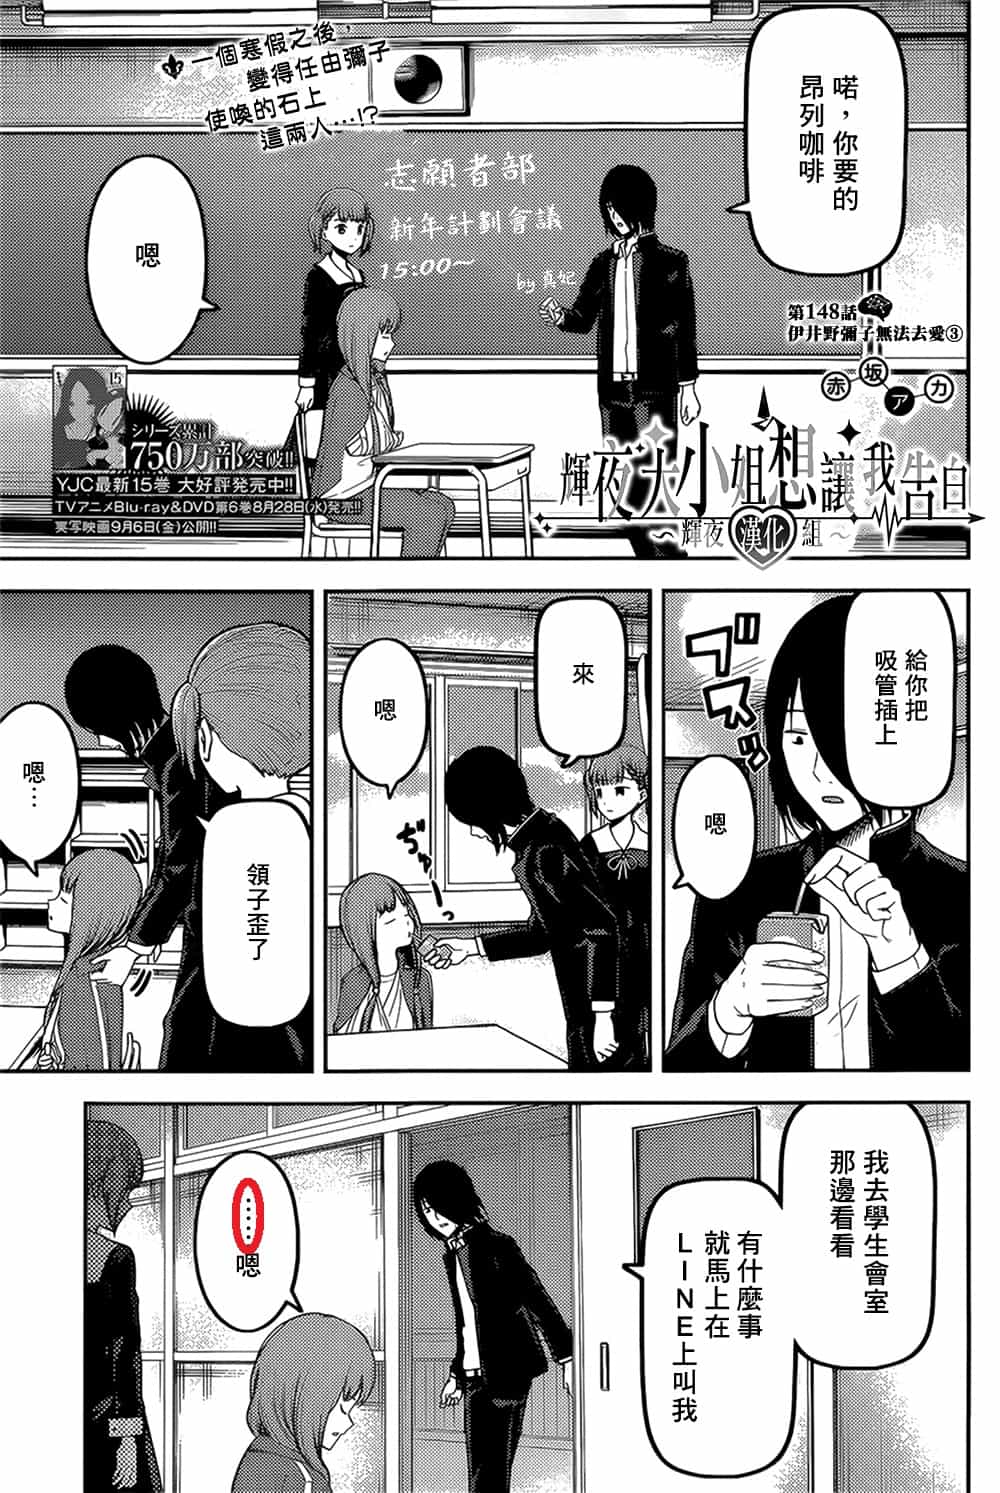 一個寒假之後，
變得任由彌子
使喚的石上
這兩人…!?
喏，你要的
昂列咖啡
志願者部
新年計劃會議
15:00～
by 真妃
嗯
第148話
伊井野彌子無法去愛③
赤坂アカ
輝夜大小姐想讓我告白
～輝夜漢化組～
15
シリーズ累計
750万部突破!!
YJC最新15巻 大好評発売中!!
TVアニメBlu-ray&DVD第6巻8月28日(水)発売!!
実写映画9月6日(金)公開!!
給你把
吸管插上
ブスッ
嗯
來
嗯
ぢゅーっ
領子歪了
嗯…
我去學生會室
那邊看看
有什麼事
就馬上在
LINE上叫我
……嗯